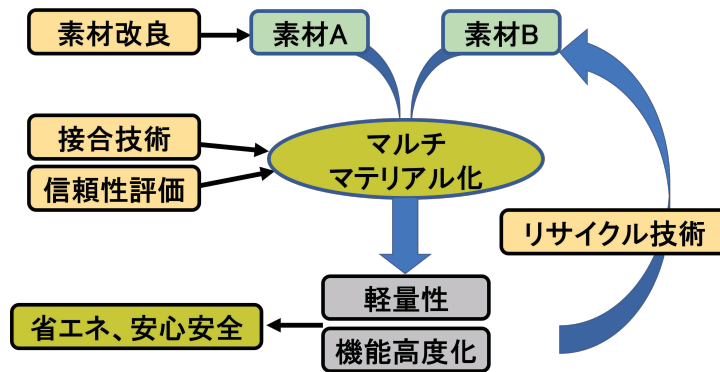 素材改良
素材A
素材B
接合技術
マルチ
マテリアル化
信頼性評価
リサイクル技術
軽量性
省エネ、安心安全
機能高度化